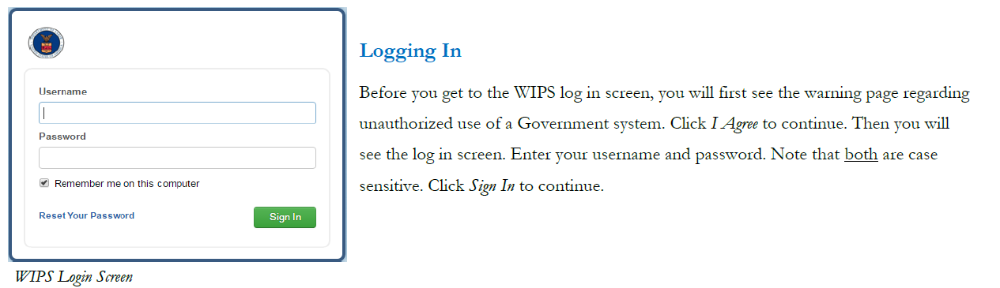 Username
Password
Remember me on this computer
Reset Your Password
Sign In
WIPS Login Screen
Logging In
Before you get to the WIPS log in screen, you will first see the warning page regarding
unauthorized use of a Government system. Click I Agree to continue. Then you will
see the log in screen. Enter your username and password. Note that both are case
sensitive. Click Sign In to continue.